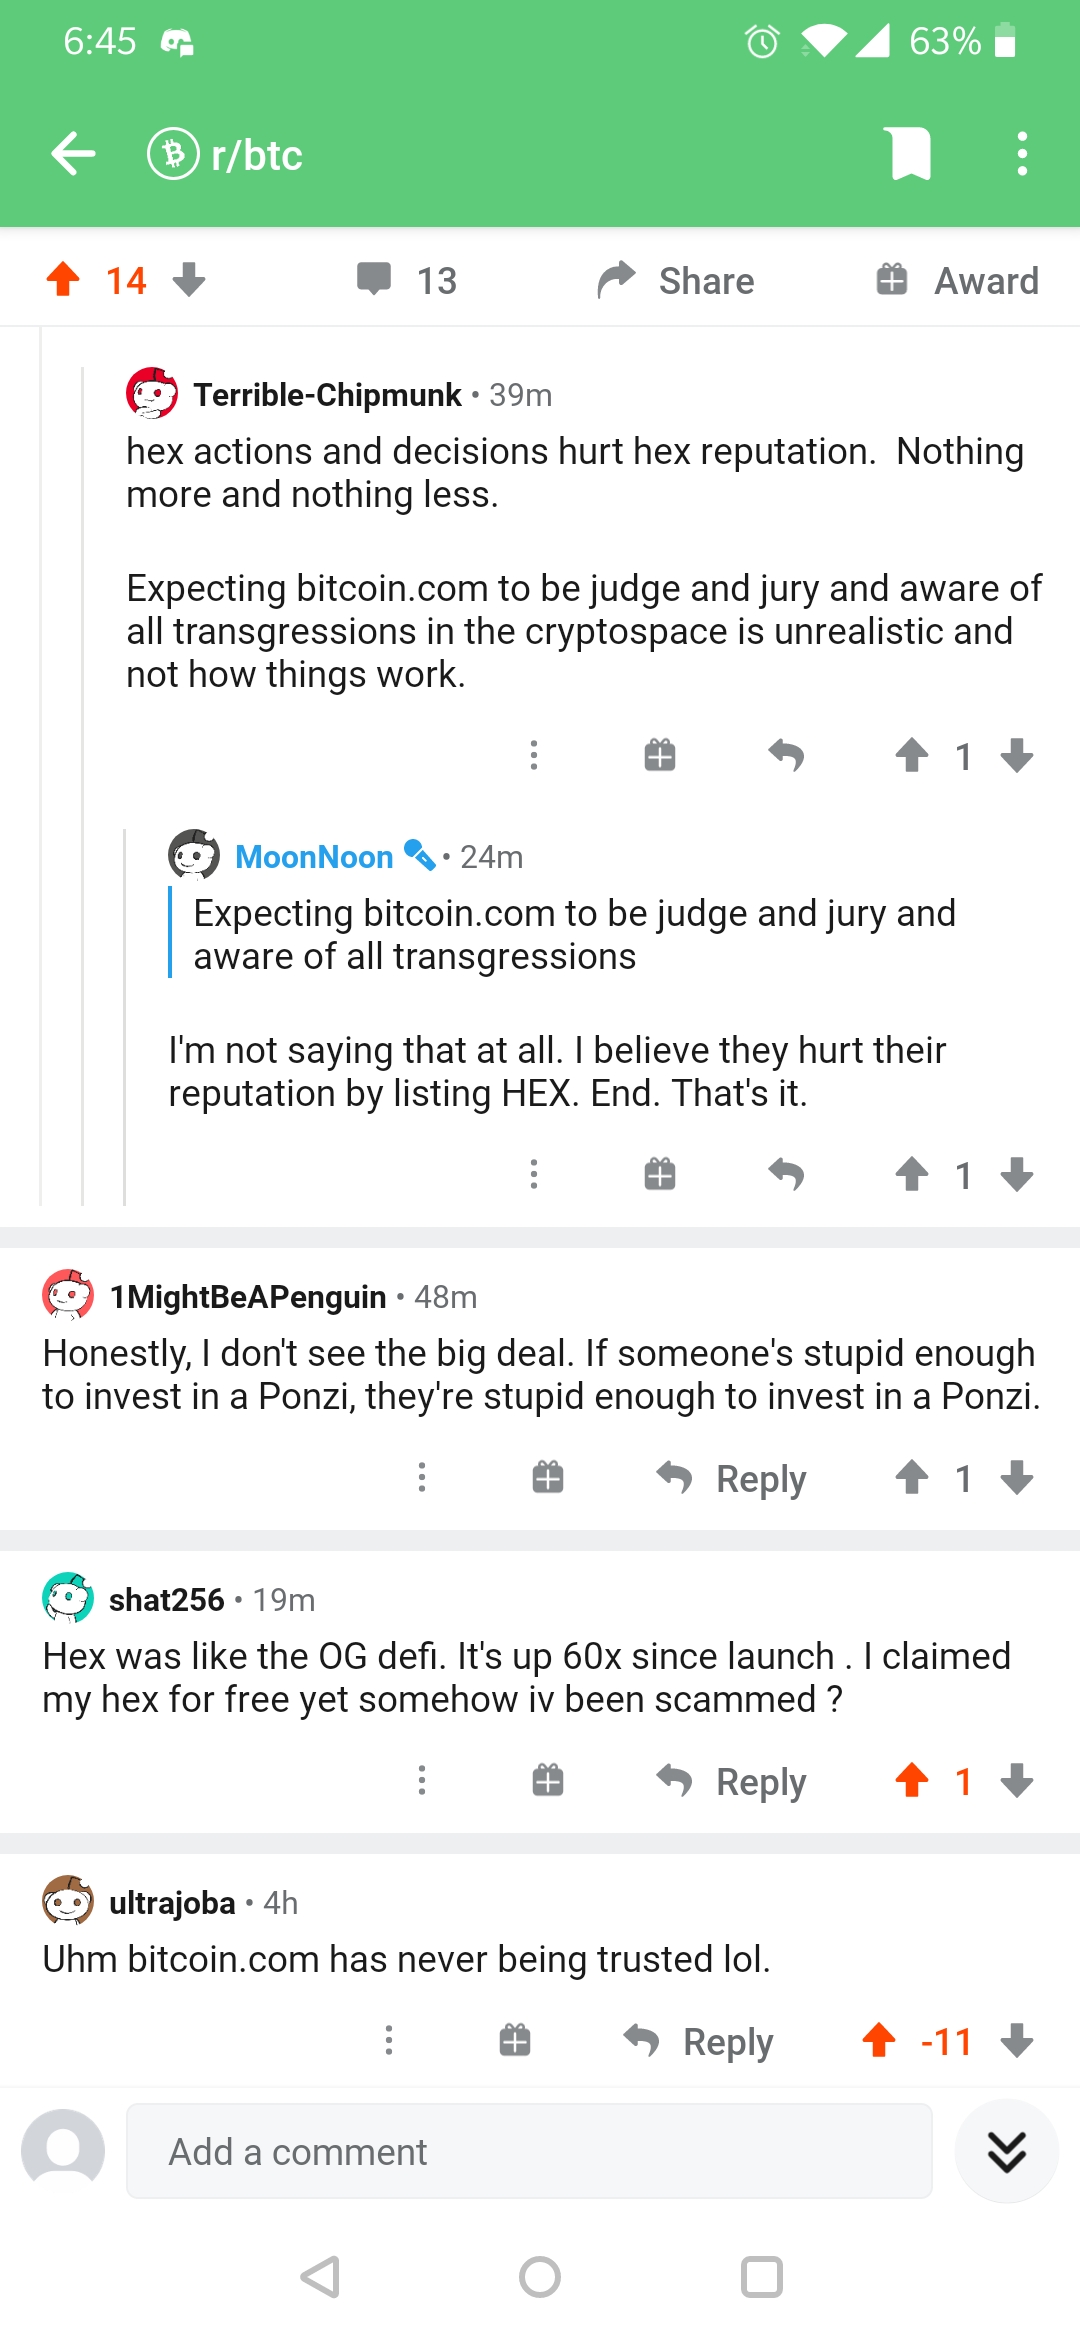 6:45
63%
r/btc
14
13
Share
Award
Terrible-Chipmunk • 39m
hex actions and decisions hurt hex reputation.  Nothing
more and nothing less.
Expecting bitcoin.com to be judge and jury and aware of
all transgressions in the cryptospace is unrealistic and
not how things work.
1
MoonNoon • 24m
Expecting bitcoin.com to be judge and jury and
aware of all transgressions
I'm not saying that at all. I believe they hurt their
reputation by listing HEX. End. That's it.
1
1MightBeAPenguin • 48m
Honestly, I don't see the big deal. If someone's stupid enough
to invest in a Ponzi, they're stupid enough to invest in a Ponzi.
Reply
1
shat256 • 19m
Hex was like the OG defi. It's up 60x since launch . I claimed
my hex for free yet somehow iv been scammed ?
Reply
1
ultrajoba • 4h
Uhm bitcoin.com has never being trusted lol.
Reply
-11
Add a comment